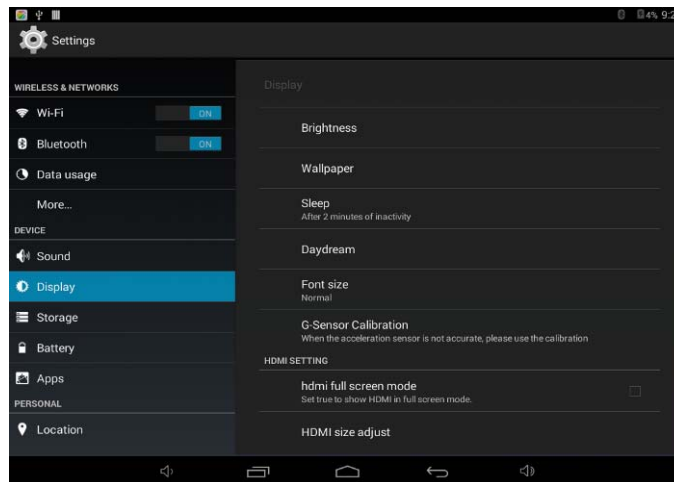 4% 9:2
Settings
WIRELESS & NETWORKS
Wi-Fi ON
Bluetooth ON
Data usage
More...
DEVICE
Sound
Display
Storage
Battery
Apps
PERSONAL
Location
Display
Brightness
Wallpaper
Sleep
After 2 minutes of inactivity
Daydream
Font size
Normal
G-Sensor Calibration
When the acceleration sensor is not accurate, please use the calibration
HDMI SETTING
hdmi full screen mode
Set true to show HDMI in full screen mode.
HDMI size adjust